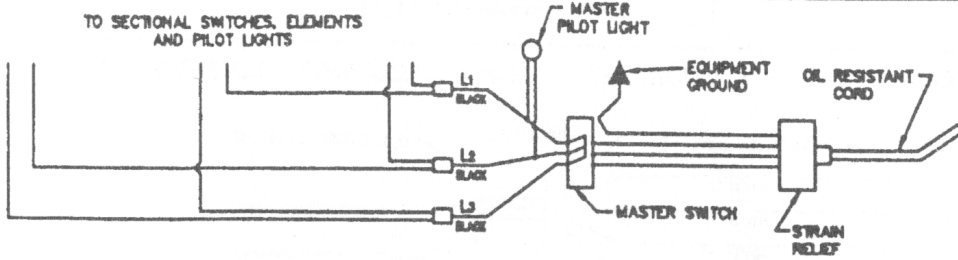 TO SECTIONAL SWITCHES, ELEMENTS
AND PILOT LIGHTS
MASTER
PILOT LIGHT
EQUIPMENT
GROUND
OIL RESISTANT
CORD
L1
BLACK
L2
BLACK
L3
BLACK
MASTER SWITCH
STRAIN
RELIEF